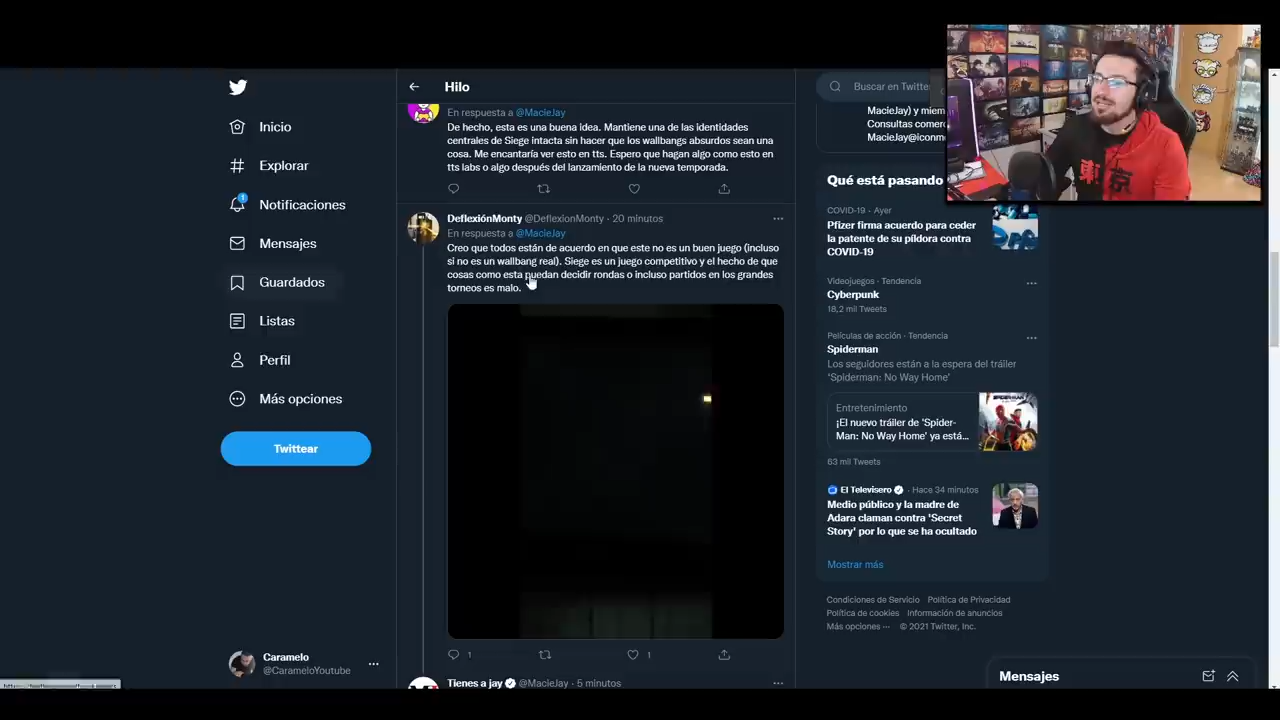 Hilo
Buscar en Twitte
Inicio
Explorar
1
Notificaciones
Mensajes
Guardados
Listas
Perfil
Más opciones
Twittear
Caramelo
@CarameloYoutube
En respuesta a @MacieJay
De hecho, esta es una buena idea. Mantiene una de las identidades
centrales de Siege intacta sin hacer que los wallbangs absurdos sean una
cosa. Me encantaría ver esto en tts. Espero que hagan algo como esto en
tts labs o algo después del lanzamiento de la nueva temporada.
DeflexiónMonty @DeflexionMonty · 20 minutos
En respuesta a @MacieJay
Creo que todos están de acuerdo en que este no es un buen juego (incluso
si no es un wallbang real). Siege es un juego competitivo y el hecho de que
cosas como esta puedan decidir rondas o incluso partidos en los grandes
torneos es malo.
1
1
Tienes a jay @MacieJay · 5 minutos
MacieJay) y miem
Consultas comer
MacieJay@iconm
Qué está pasando
COVID-19 · Ayer
Pfizer firma acuerdo para ceder
la patente de su píldora contra
COVID-19
Videojuegos · Tendencia
Cyberpunk
18,2 mil Tweets
Películas de acción · Tendencia
Spiderman
Los seguidores están a la espera del tráiler
'Spiderman: No Way Home'
Entretenimiento
¡El nuevo tráiler de 'Spider-
Man: No Way Home' ya está...
63 mil Tweets
El Televisero · Hace 34 minutos
Medio público y la madre de
Adara claman contra 'Secret
Story' por lo que se ha ocultado
Mostrar más
Condiciones de Servicio Política de Privacidad
Política de cookies Información de anuncios
Más opciones ··· © 2021 Twitter, Inc.
Mensajes
東京